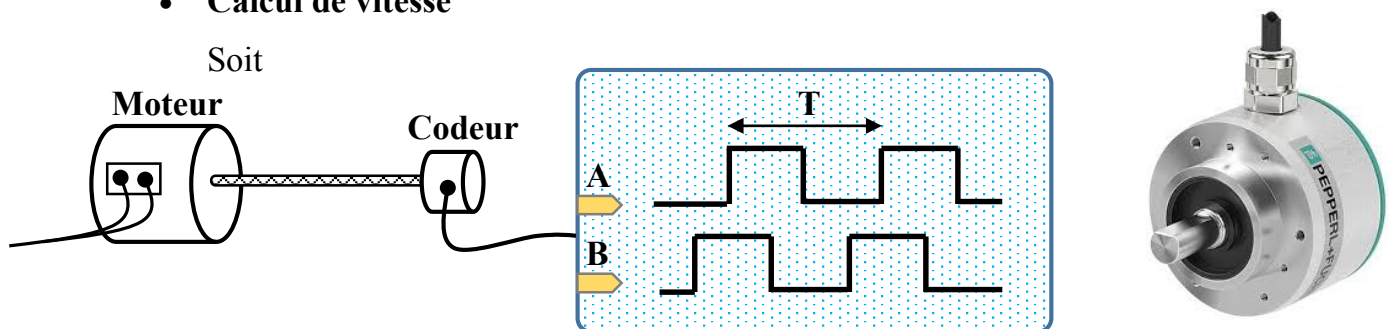 • Calcul de vitesse
Soit
Moteur
Codeur
T
A
B
PEPPERL+FUCHS